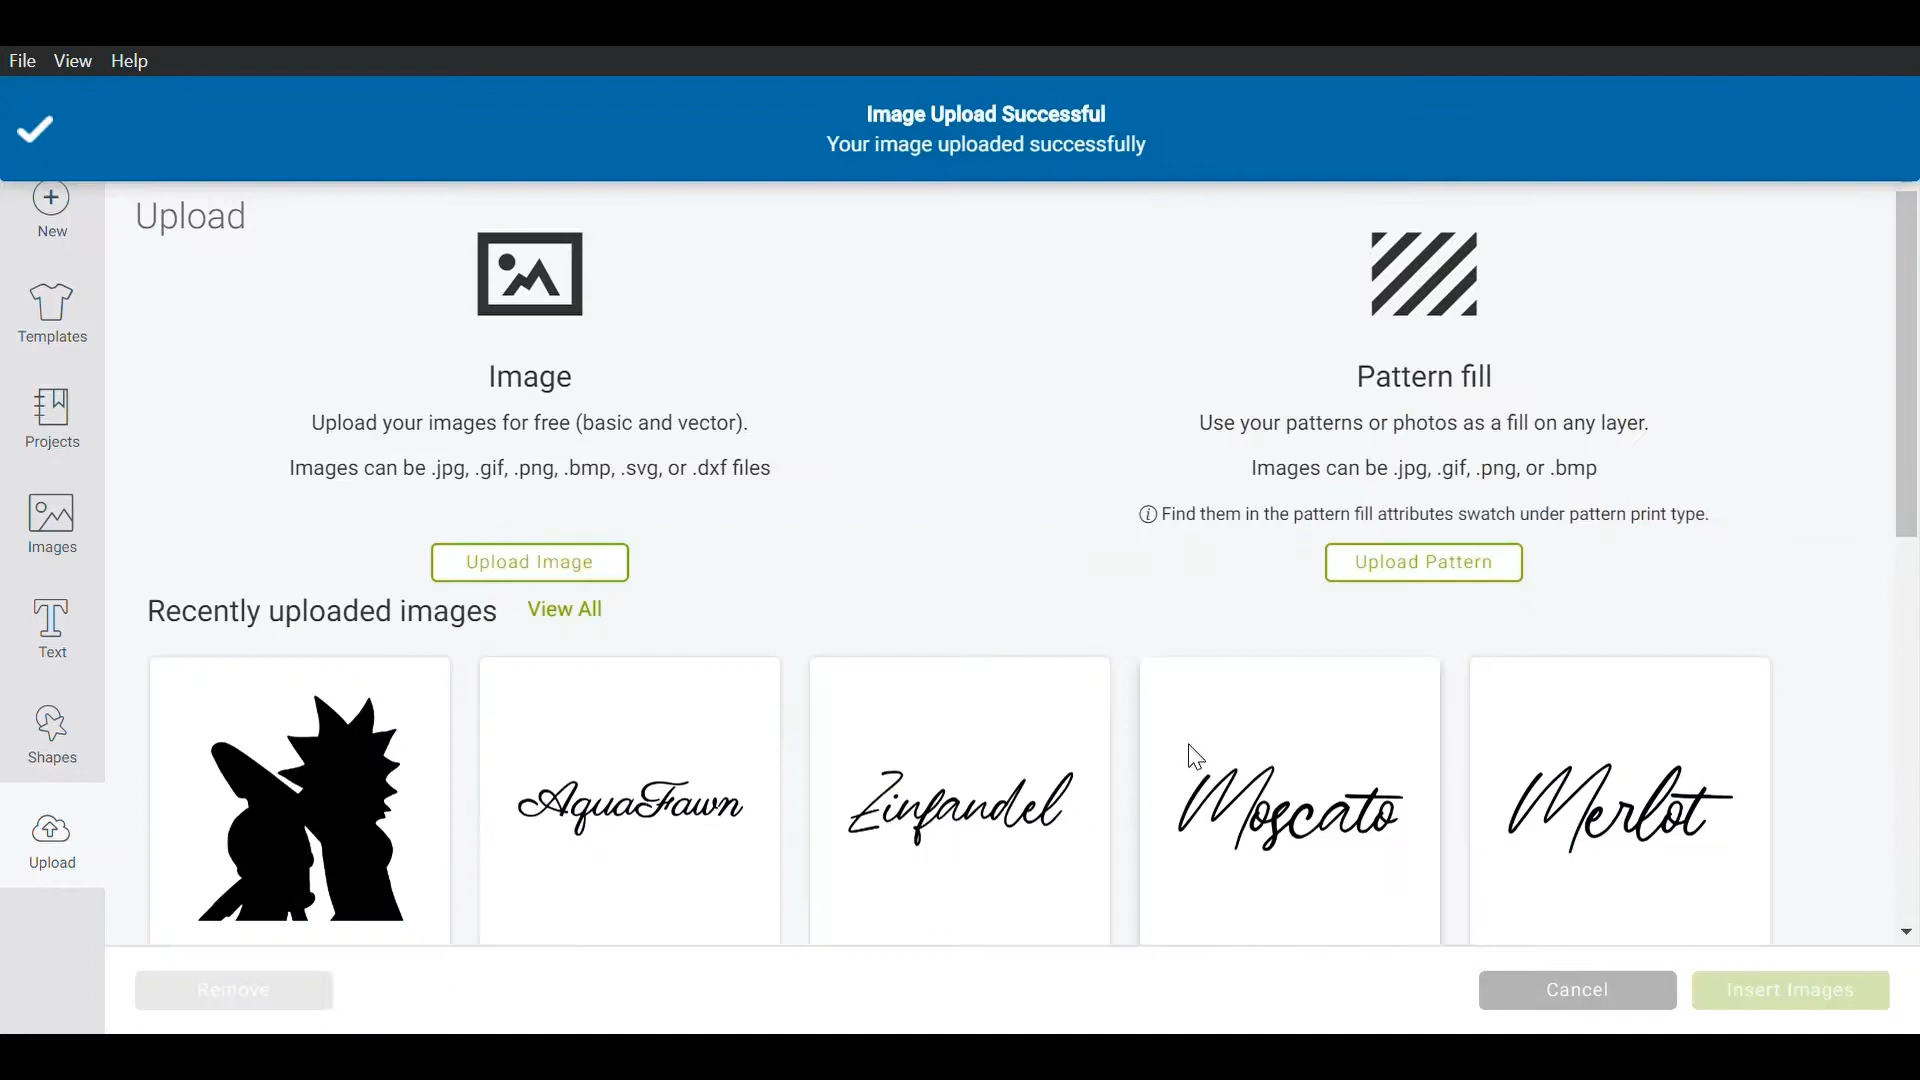 File View Help
Image Upload Successful
Your image uploaded successfully
New
Templates
Projects
Images
Text
Shapes
Upload
Upload
Image
Upload your images for free (basic and vector).
Images can be .jpg, .gif, .png, .bmp, .svg, or .dxf files
Upload Image
Pattern fill
Use your patterns or photos as a fill on any layer.
Images can be .jpg, .gif, .png, or .bmp
Find them in the pattern fill attributes swatch under pattern print type.
Upload Pattern
Recently uploaded images View All
AquaFawn
Zinfandel
Moscato
Merlot
Remove
Cancel
Insert Images